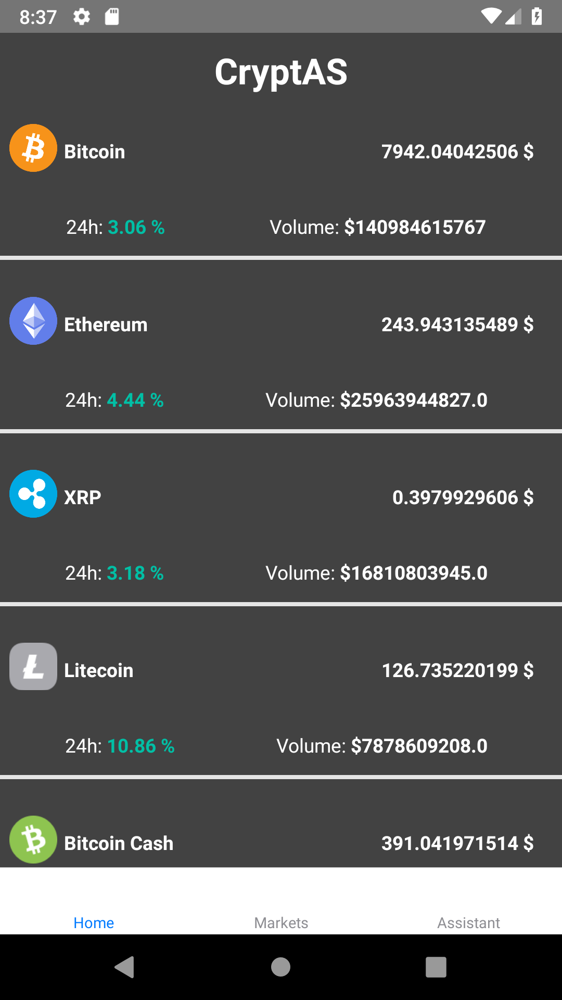 8:37
CryptAS
Bitcoin 7942.04042506 $
24h: 3.06 % Volume: $140984615767
Ethereum 243.943135489 $
24h: 4.44 % Volume: $25963944827.0
XRP 0.3979929606 $
24h: 3.18 % Volume: $16810803945.0
Litecoin 126.735220199 $
24h: 10.86 % Volume: $7878609208.0
Bitcoin Cash 391.041971514 $
Home Markets Assistant